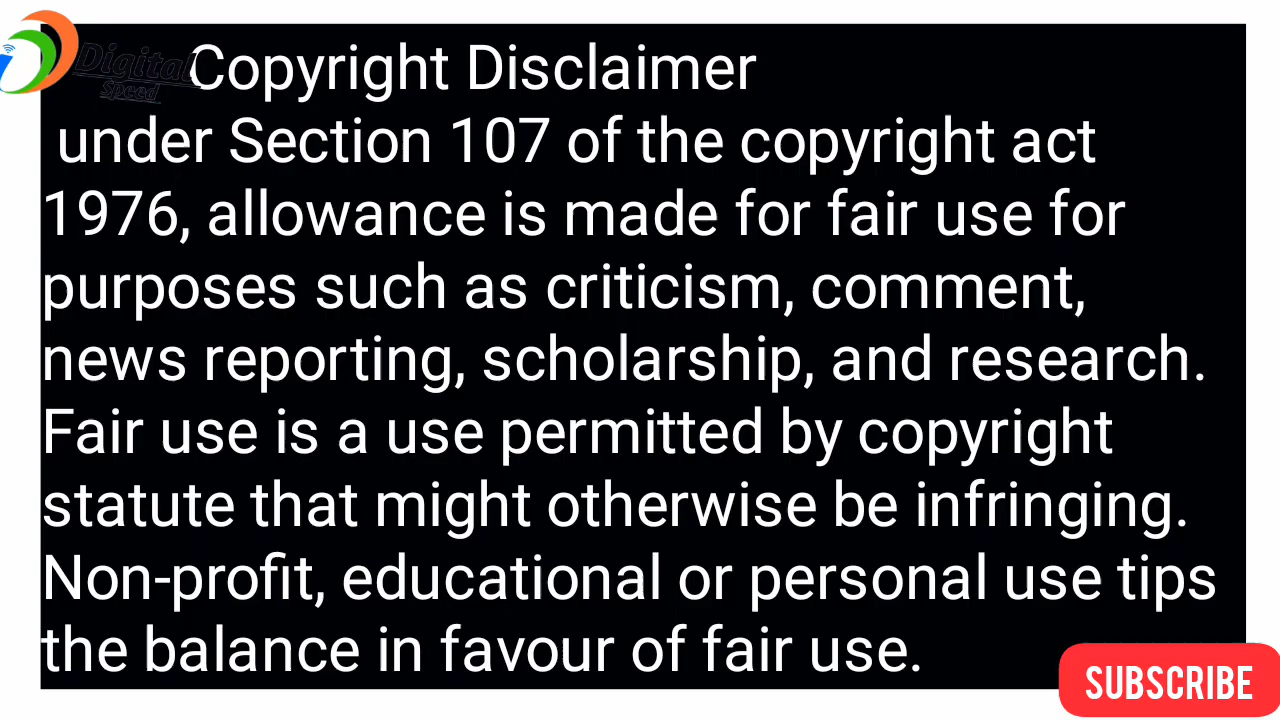 Digital
Speed
Copyright Disclaimer
under Section 107 of the copyright act
1976, allowance is made for fair use for
purposes such as criticism, comment,
news reporting, scholarship, and research.
Fair use is a use permitted by copyright
statute that might otherwise be infringing.
Non-profit, educational or personal use tips
the balance in favour of fair use.
SUBSCRIBE